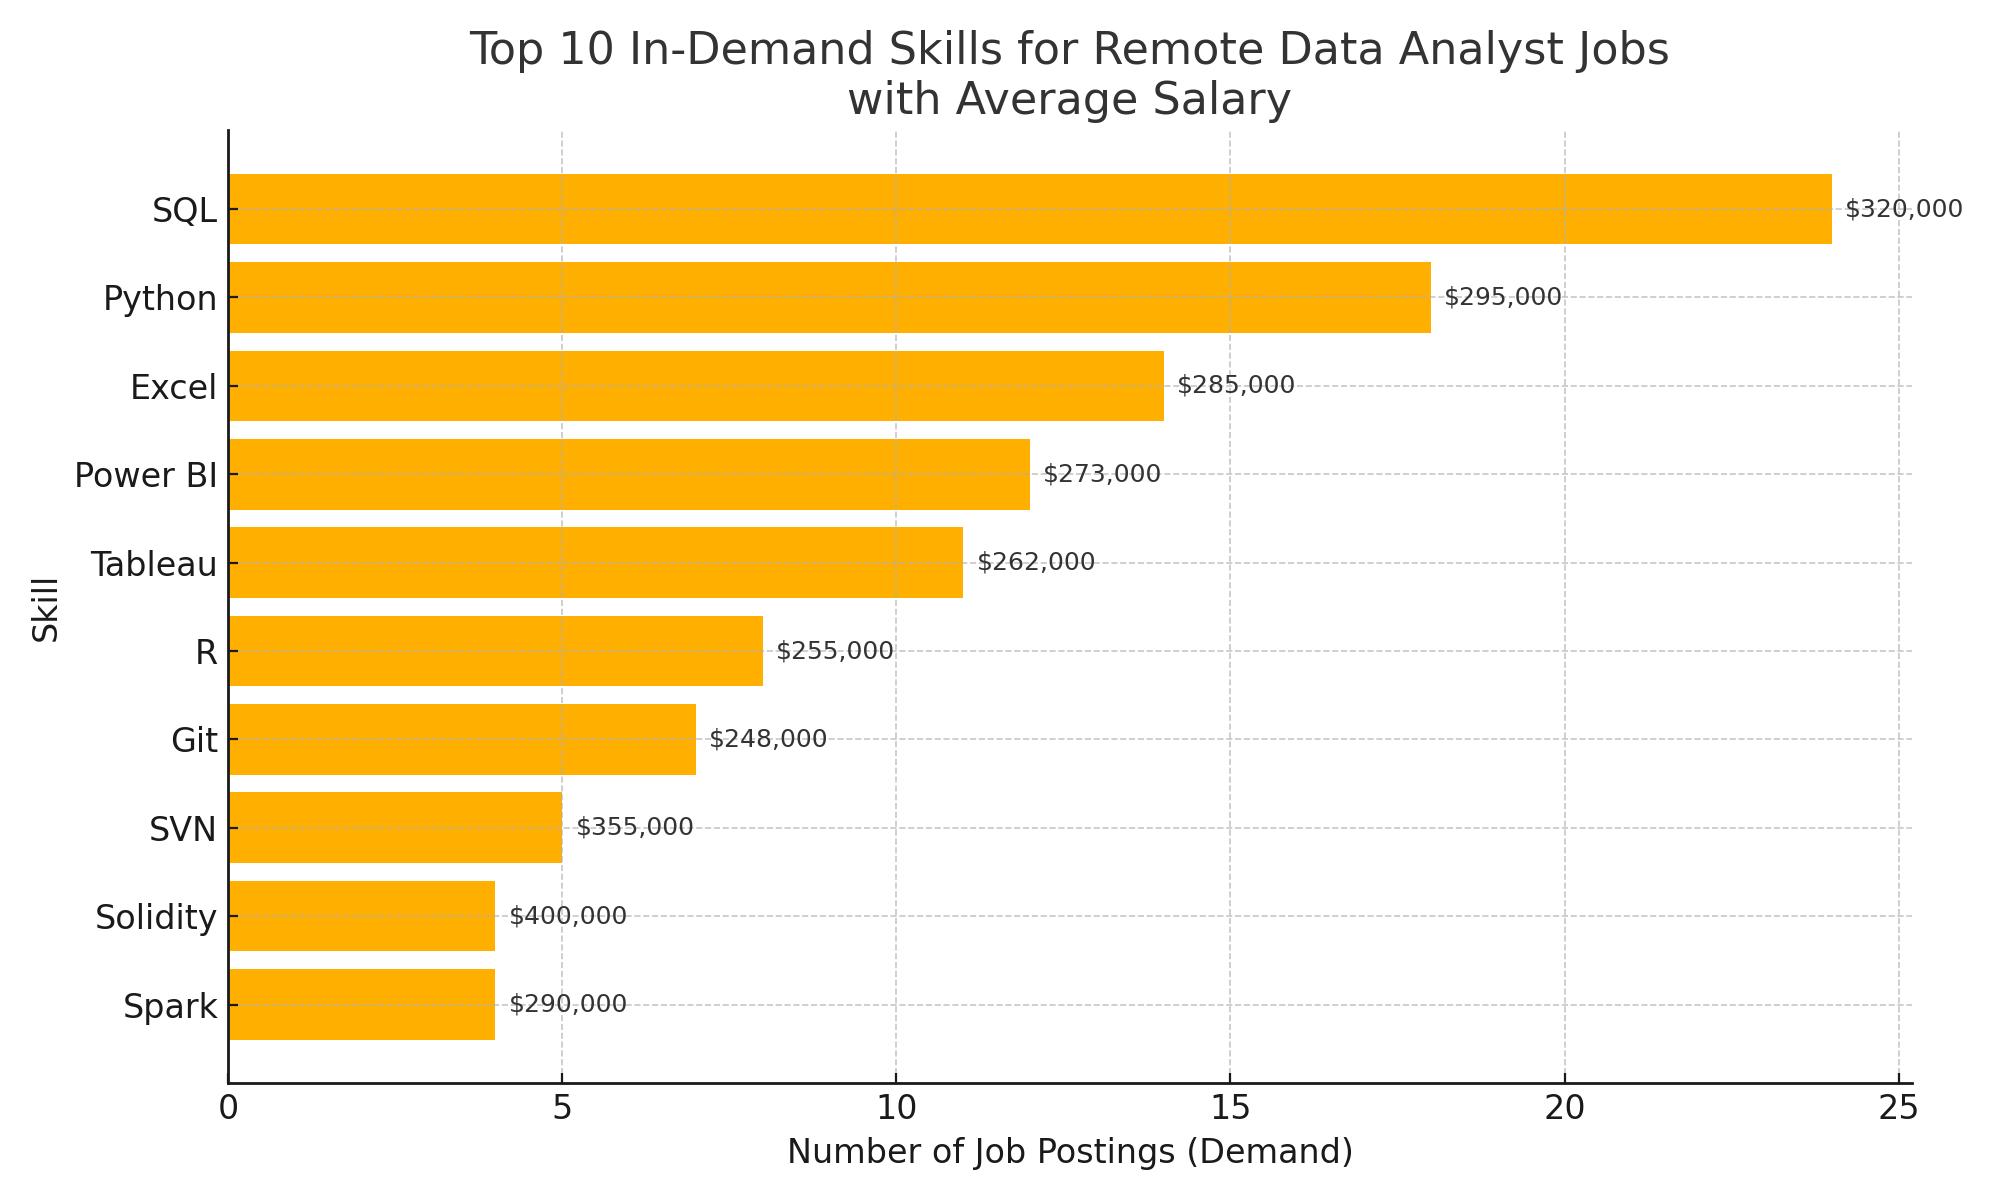 Top 10 In-Demand Skills for Remote Data Analyst Jobs
with Average Salary
SQL
$320,000
Python
$295,000
Excel
$285,000
Power BI
$273,000
Tableau
$262,000
R
$255,000
Git
$248,000
SVN
$355,000
Solidity
$400,000
Spark
$290,000
Skill
0 5 10 15 20 25
Number of Job Postings (Demand)